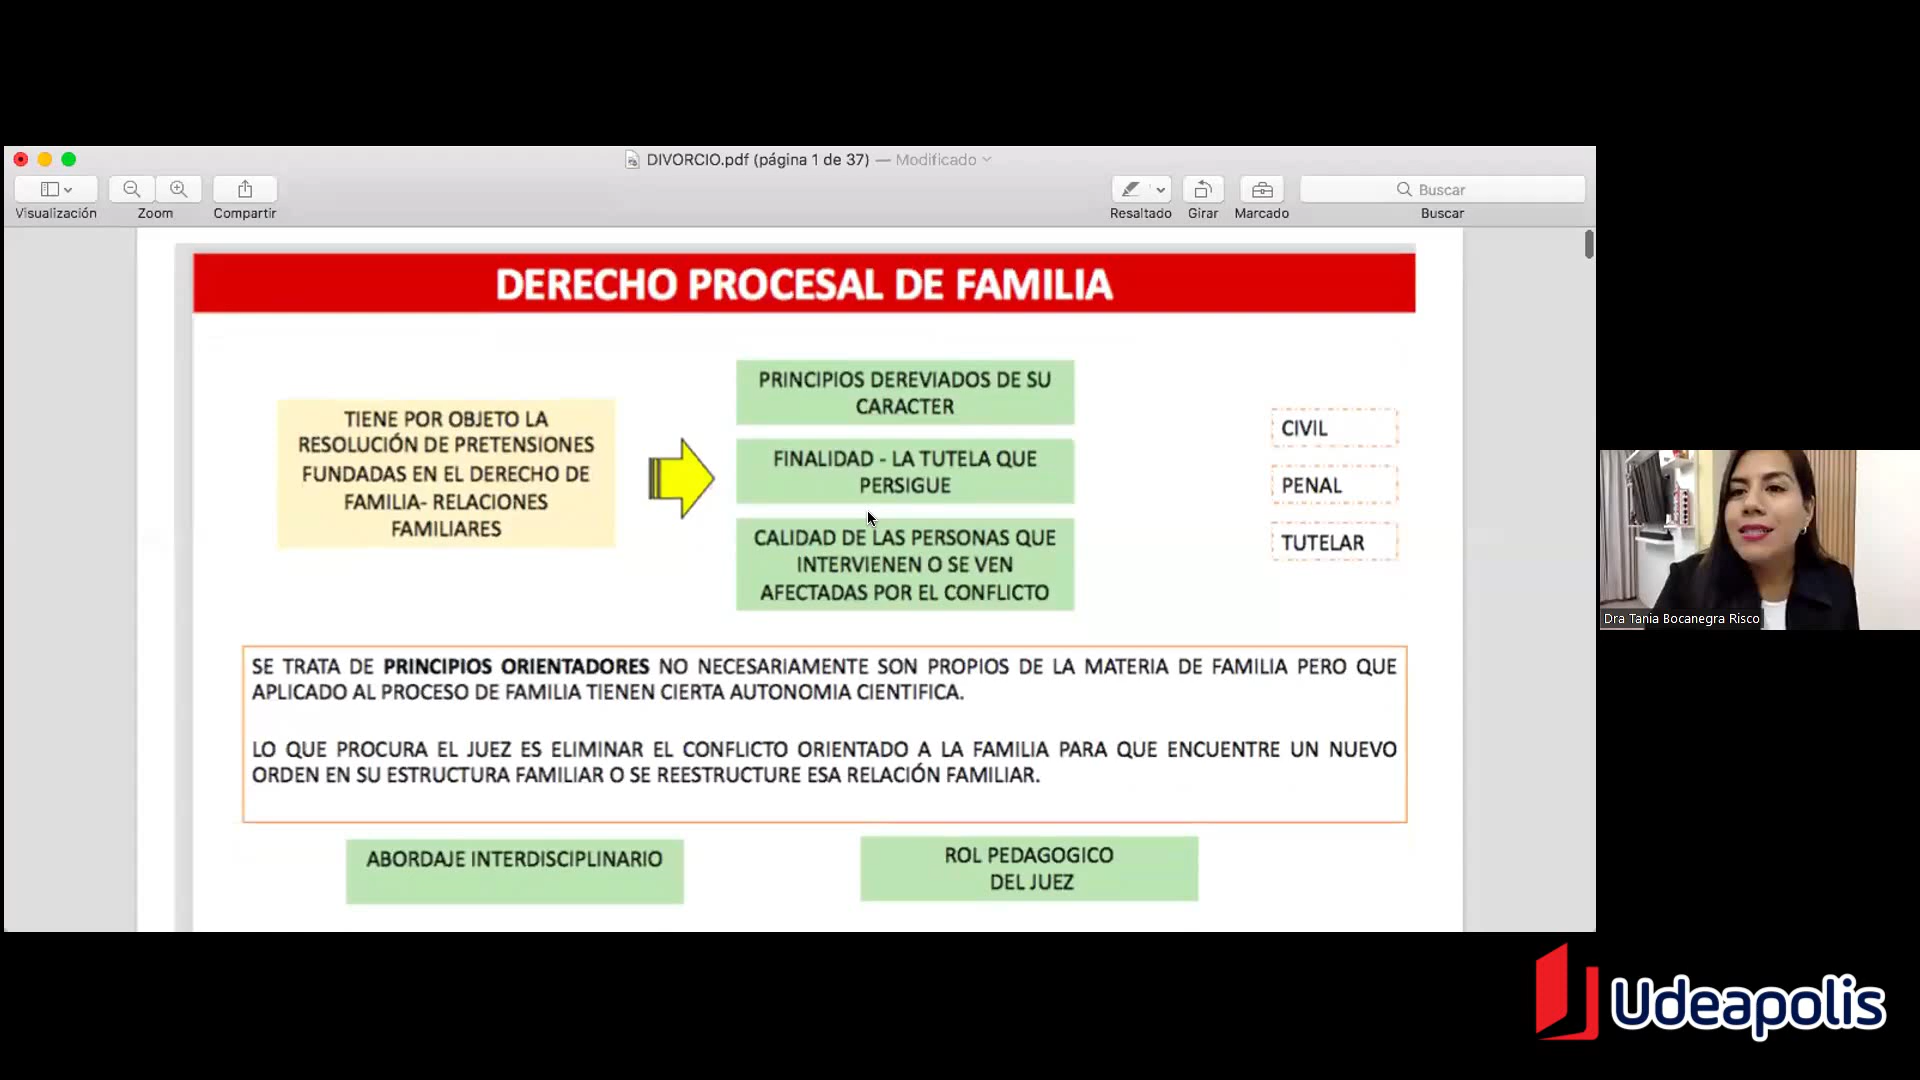 DIVORCIO.pdf (página 1 de 37) — Modificado
Visualización
Zoom
Compartir
Resaltado
Girar
Marcado
Buscar
Buscar
DERECHO PROCESAL DE FAMILIA
TIENE POR OBJETO LA
RESOLUCIÓN DE PRETENSIONES
FUNDADAS EN EL DERECHO DE
FAMILIA- RELACIONES
FAMILIARES
PRINCIPIOS DEREVIADOS DE SU
CARACTER
FINALIDAD - LA TUTELA QUE
PERSIGUE
CALIDAD DE LAS PERSONAS QUE
INTERVIENEN O SE VEN
AFECTADAS POR EL CONFLICTO
CIVIL
PENAL
TUTELAR
SE TRATA DE PRINCIPIOS ORIENTADORES NO NECESARIAMENTE SON PROPIOS DE LA MATERIA DE FAMILIA PERO QUE
APLICADO AL PROCESO DE FAMILIA TIENEN CIERTA AUTONOMIA CIENTIFICA.
LO QUE PROCURA EL JUEZ ES ELIMINAR EL CONFLICTO ORIENTADO A LA FAMILIA PARA QUE ENCUENTRE UN NUEVO
ORDEN EN SU ESTRUCTURA FAMILIAR O SE REESTRUCTURE ESA RELACIÓN FAMILIAR.
ABORDAJE INTERDISCIPLINARIO
ROL PEDAGOGICO
DEL JUEZ
Dra Tania Bocanegra Risco
Udeapolis